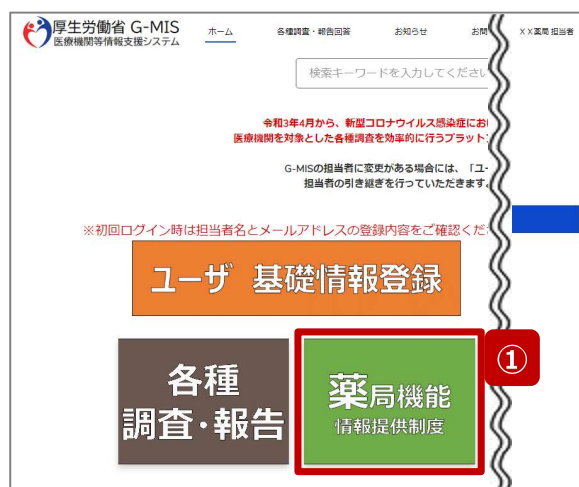 厚生労働省 G-MIS
医療機関等情報支援システム
ホーム 各種調査・報告回答 お知らせ お問 XX薬局 担当者
検索キーワードを入力してください
令和3年4月から、新型コロナウイルス感染症にお
医療機関を対象とした各種調査を効率的に行うプラット
G-MISの担当者に変更がある場合には、「ユー
担当者の引き継ぎを行っていただきます。
※初回ログイン時は担当者名とメールアドレスの登録内容をご確認くだ
ユーザ 基礎情報登録
①
各種
調査・報告
薬局機能
情報提供制度